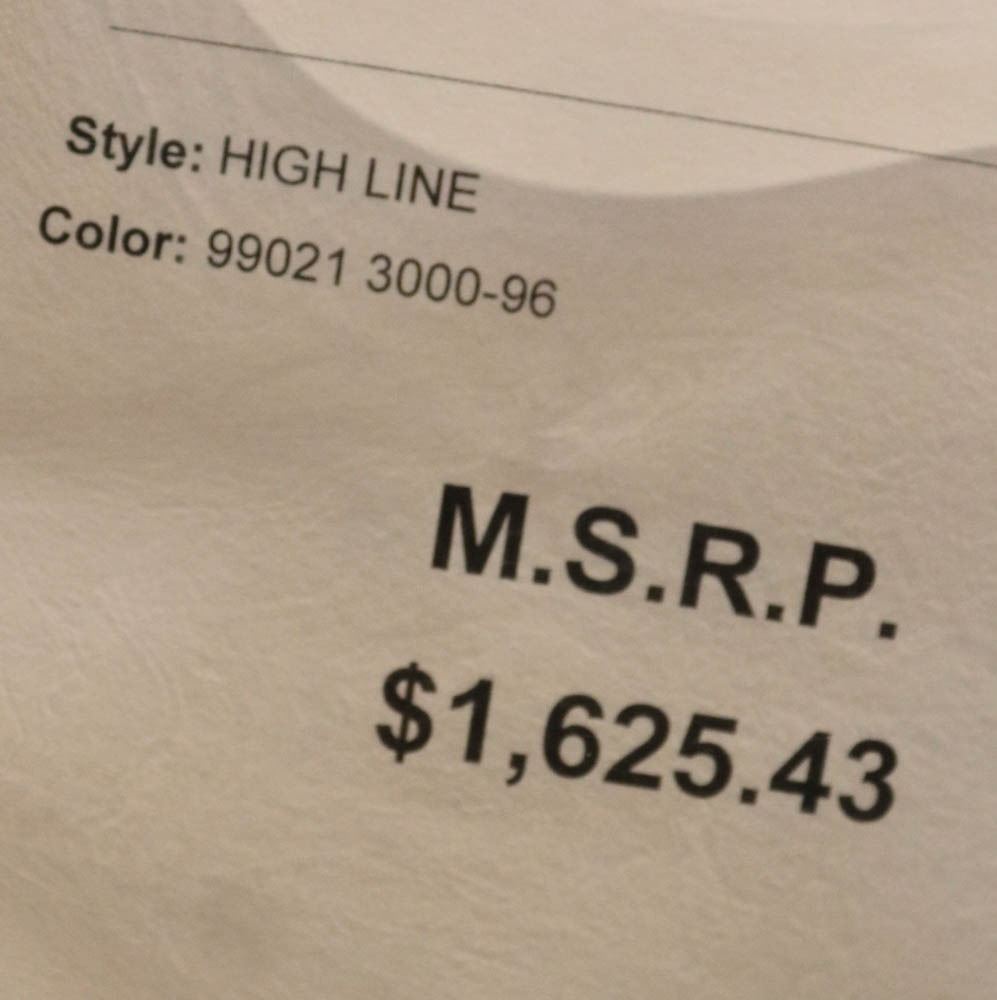 Style: HIGH LINE
Color: 99021 3000-96
M.S.R.P.
$1,625.43